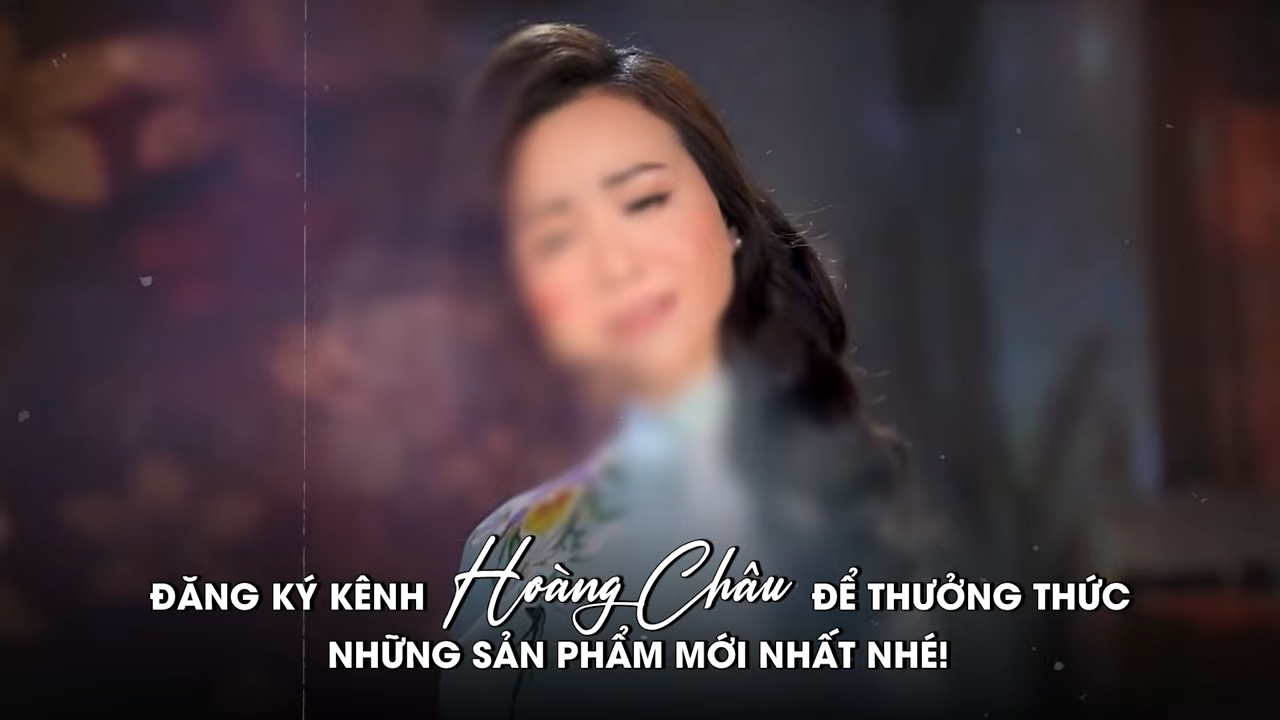 ĐĂNG KÝ KÊNH Hoàng Châu ĐỂ THƯỞNG THỨC
NHỮNG SẢN PHẨM MỚI NHẤT NHÉ!